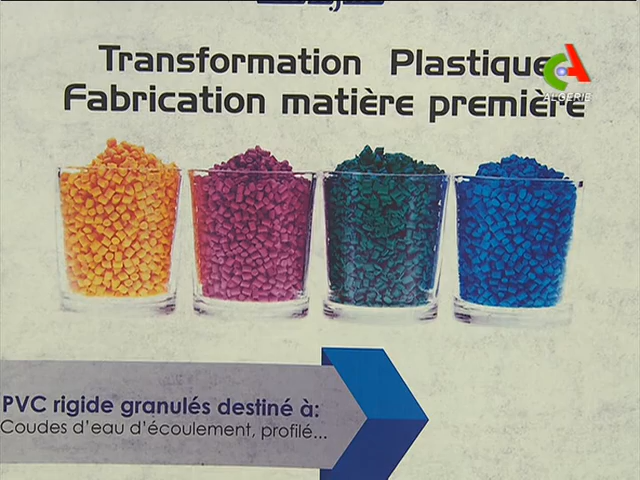 Transformation Plastique
Fabrication matière première
ALGERIE
PVC rigide granulés destiné à:
Coudes d'eau d'écoulement, profilé...